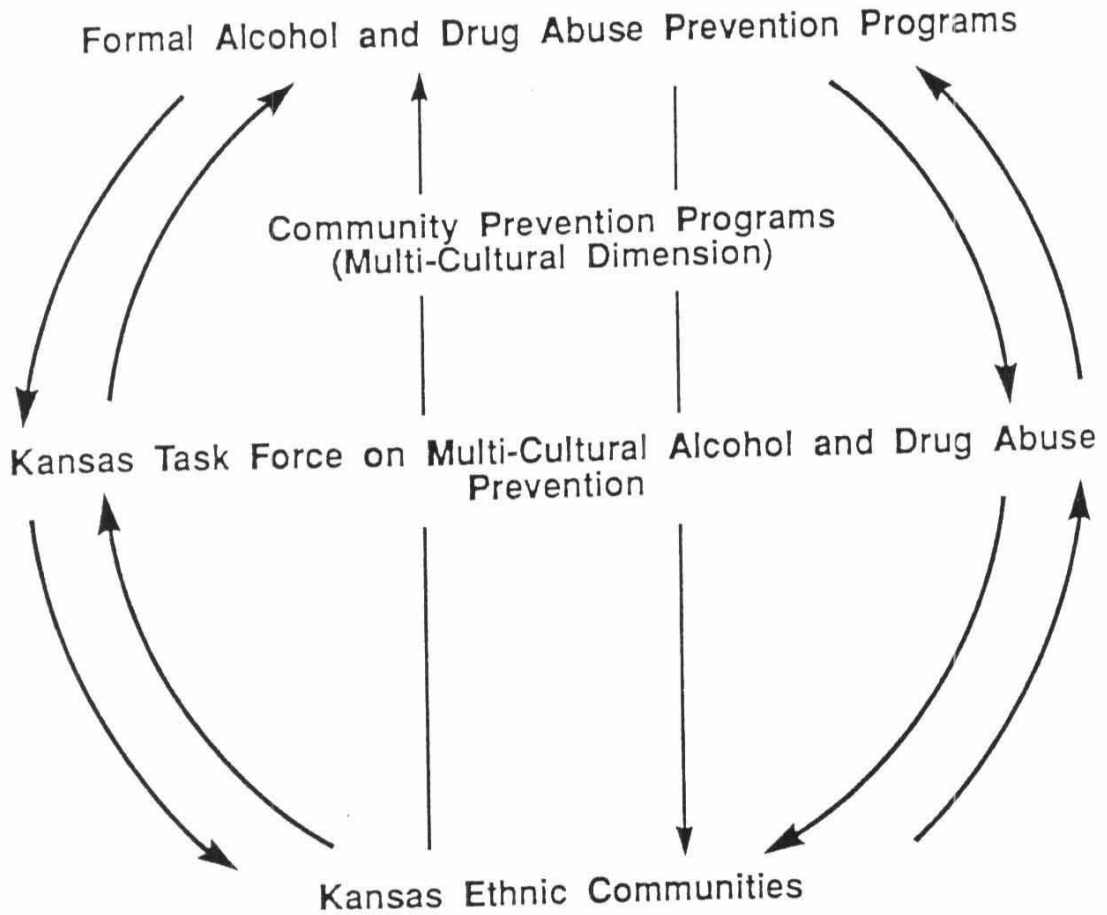 Formal Alcohol and Drug Abuse Prevention Programs
Community Prevention Programs
(Multi-Cultural Dimension)
Kansas Task Force on Multi-Cultural Alcohol and Drug Abuse
Prevention
Kansas Ethnic Communities